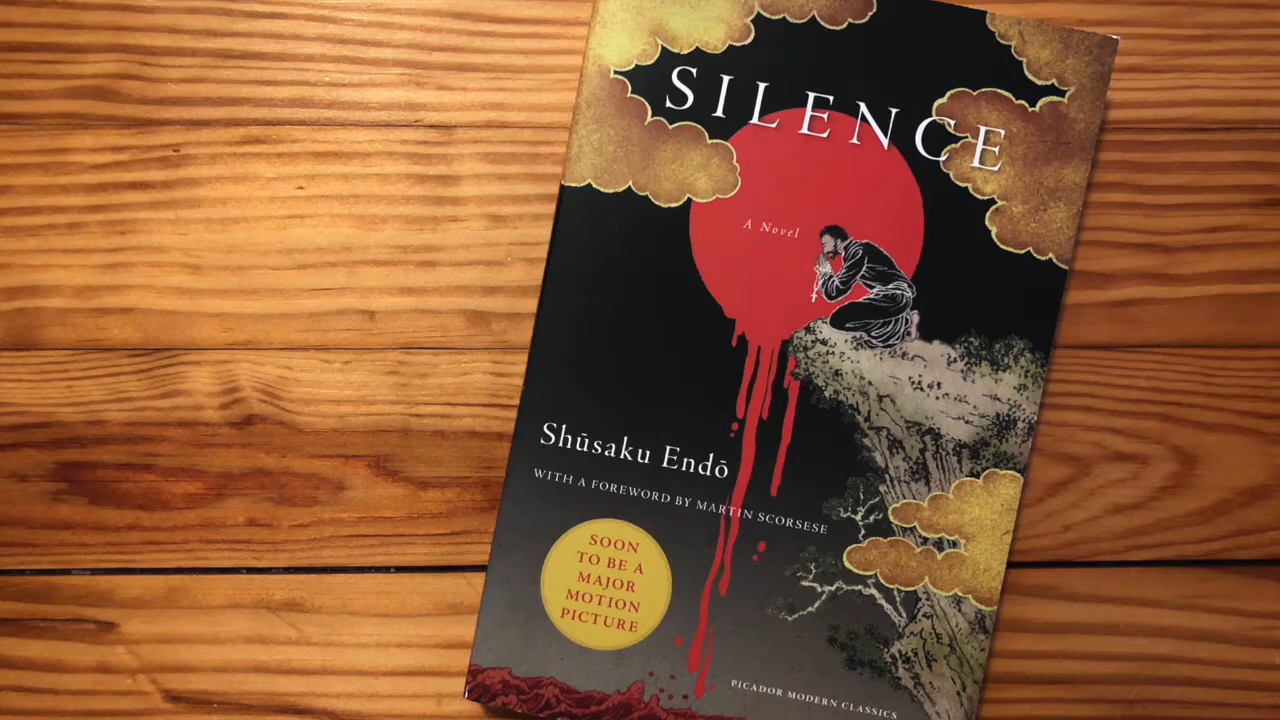 SILENCE
A Novel
Shūsaku Endō
WITH A FOREWORD BY MARTIN SCORSESE
SOON
TO BE A
MAJOR
MOTION
PICTURE
PICADOR MODERN CLASSICS